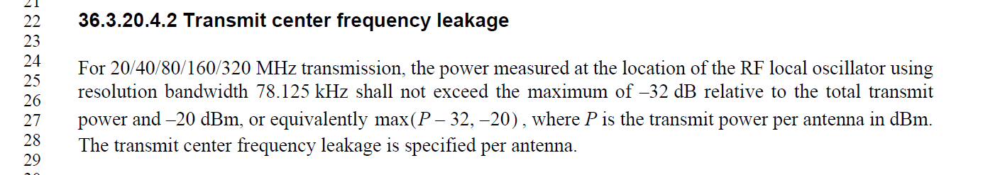 21
22 36.3.20.4.2 Transmit center frequency leakage
23
24 For 20/40/80/160/320 MHz transmission, the power measured at the location of the RF local oscillator using
25
26 resolution bandwidth 78.125 kHz shall not exceed the maximum of –32 dB relative to the total transmit
27 power and –20 dBm, or equivalently max(P – 32, –20) , where P is the transmit power per antenna in dBm.
28 The transmit center frequency leakage is specified per antenna.
29